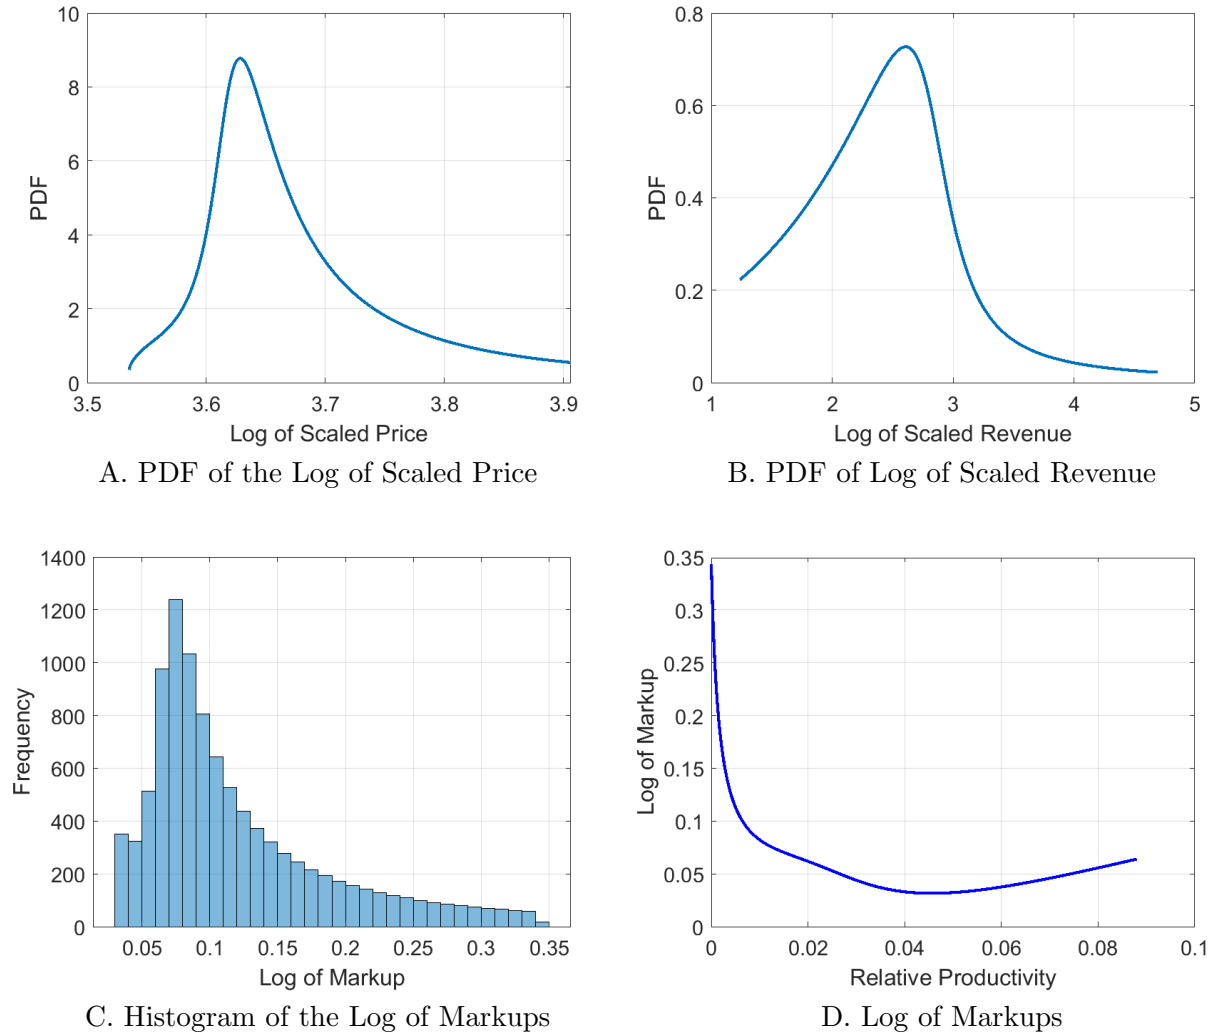 10
8
6
4
2
0
PDF
3.5 3.6 3.7 3.8 3.9
Log of Scaled Price
A. PDF of the Log of Scaled Price
0.8
0.6
0.4
0.2
0
PDF
1 2 3 4 5
Log of Scaled Revenue
B. PDF of Log of Scaled Revenue
1400
1200
1000
800
600
400
200
0
Frequency
0.05 0.1 0.15 0.2 0.25 0.3 0.35
Log of Markup
C. Histogram of the Log of Markups
0.35
0.3
0.25
0.2
0.15
0.1
0.05
0
Log of Markup
0 0.02 0.04 0.06 0.08 0.1
Relative Productivity
D. Log of Markups